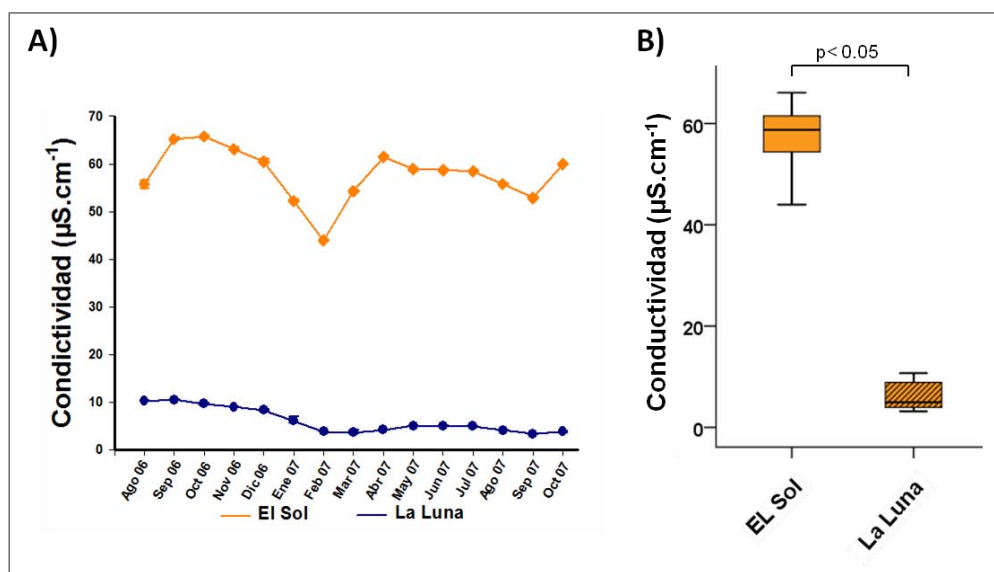 A)
Condictividad (µS.cm-1)
70
60
50
40
30
20
10
0
Ago 06
Sep 06
Oct 06
Nov 06
Dic 06
Ene 07
Feb 07
Mar 07
Abr 07
May 07
Jun 07
Jul 07
Ago 07
Sep 07
Oct 07
El Sol
La Luna
B)
p< 0.05
Conductividad (µS.cm-1)
60
40
20
0
EL Sol
La Luna